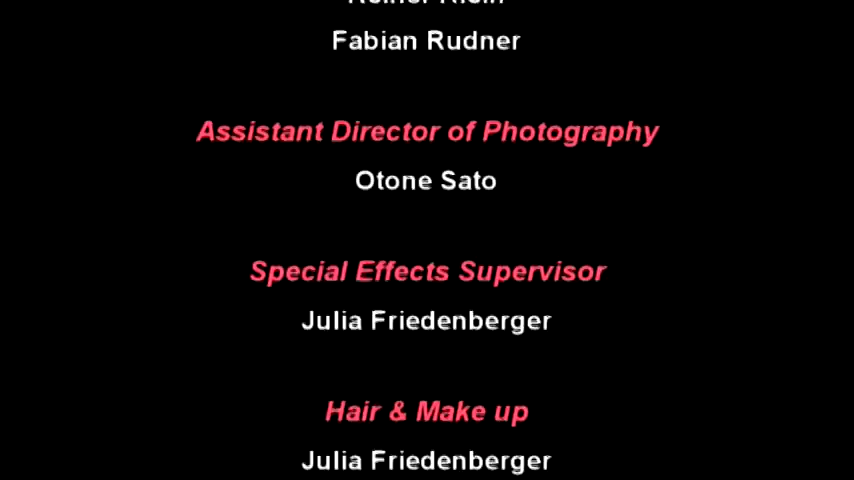 Fabian Rudner
Assistant Director of Photography
Otone Sato
Special Effects Supervisor
Julia Friedenberger
Hair & Make up
Julia Friedenberger